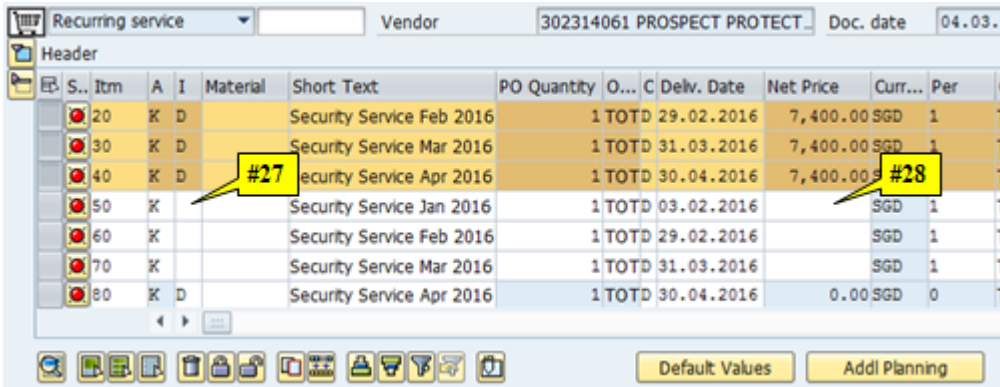 Recurring service Vendor 302314061 PROSPECT PROTECT.. Doc. date 04.03.
Header
S.. Itm A I Material Short Text PO Quantity O... C Deliv. Date Net Price Curr... Per
20 K D Security Service Feb 2016 1 TOT D 29.02.2016 7,400.00 SGD 1
30 K D Security Service Mar 2016 1 TOT D 31.03.2016 7,400.00 SGD 1
40 K D #27 ecurity Service Apr 2016 1 TOT D 30.04.2016 7,400.00 #28
50 K Security Service Jan 2016 1 TOT D 03.02.2016 SGD 1
60 K Security Service Feb 2016 1 TOT D 29.02.2016 SGD 1
70 K Security Service Mar 2016 1 TOT D 31.03.2016 SGD 1
80 K D Security Service Apr 2016 1 TOT D 30.04.2016 0.00 SGD 0
Default Values Addl Planning